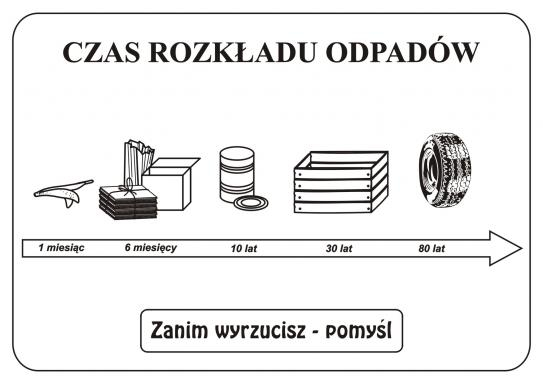 CZAS ROZKŁADU ODPADÓW
1 miesiąc 6 miesięcy 10 lat 30 lat 80 lat
Zanim wyrzucisz - pomyśl